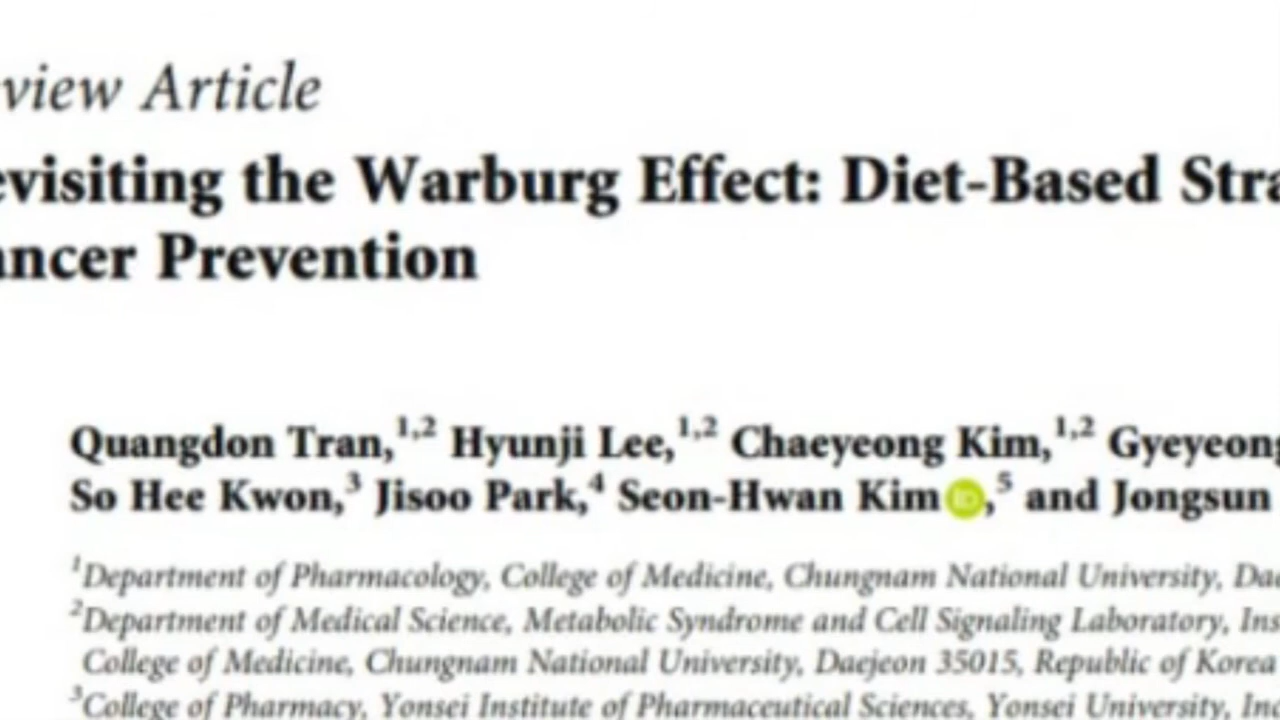 view Article
evisiting the Warburg Effect: Diet-Based Stra
ancer Prevention
Quangdon Tran,1,2 Hyunji Lee,1,2 Chaeyeong Kim,1,2 Gyeyeong
So Hee Kwon,3 Jisoo Park,4 Seon-Hwan Kim iD,5 and Jongsun
1Department of Pharmacology, College of Medicine, Chungnam National University, Dae
2Department of Medical Science, Metabolic Syndrome and Cell Signaling Laboratory, Ins
College of Medicine, Chungnam National University, Daejeon 35015, Republic of Korea
3College of Pharmacy, Yonsei Institute of Pharmaceutical Sciences, Yonsei University, Inc